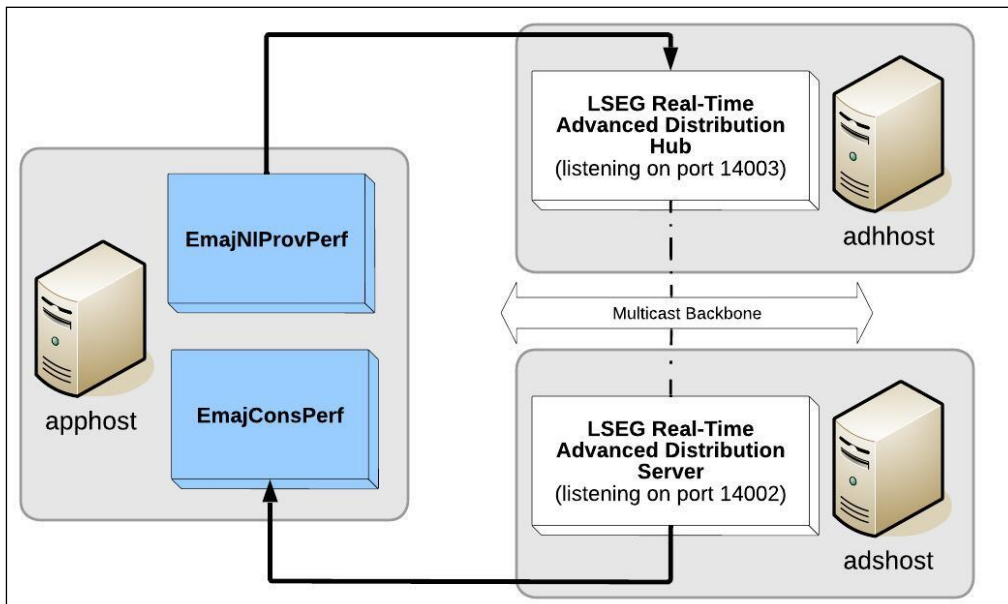 LSEG Real-Time
Advanced Distribution
Hub
(listening on port 14003)
adhhost
EmajNIProvPerf
Multicast Backbone
apphost
EmajConsPerf
LSEG Real-Time
Advanced Distribution
Server
(listening on port 14002)
adshost